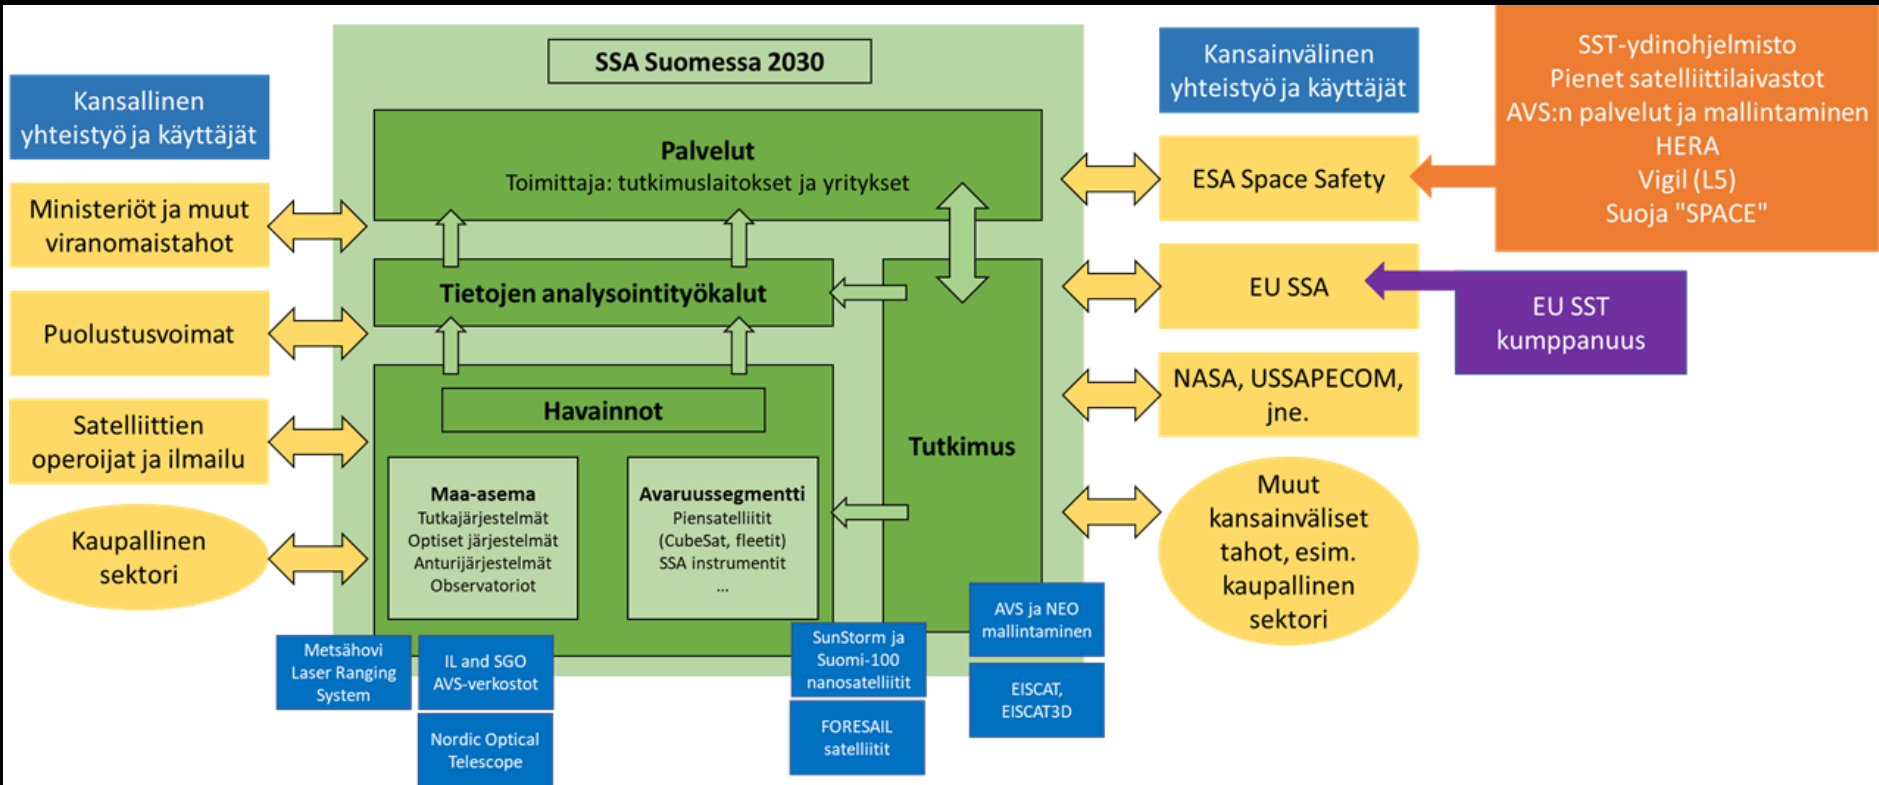 SSA Suomessa 2030
Kansallinen
yhteistyö ja käyttäjät
Ministeriöt ja muut
viranomaistahot
Puolustusvoimat
Satelliittien
operoijat ja ilmailu
Kaupallinen
sektori
Palvelut
Toimittaja: tutkimuslaitokset ja yritykset
Tietojen analysointityökalut
Havainnot
Maa-asema
Tutkajärjestelmät
Optiset järjestelmät
Anturijärjestelmät
Observatoriot
Avaruussegmentti
Piensatelliitit
(CubeSat, fleetit)
SSA instrumentit
...
Tutkimus
Metsähovi
Laser Ranging
System
IL and SGO
AVS-verkostot
Nordic Optical
Telescope
SunStorm ja
Suomi-100
nanosatelliitit
FORESAIL
satelliitit
AVS ja NEO
mallintaminen
EISCAT,
EISCAT3D
Kansainvälinen
yhteistyö ja käyttäjät
ESA Space Safety
EU SSA
NASA, USSAPECOM,
jne.
Muut
kansainväliset
tahot, esim.
kaupallinen
sektori
SST-ydinohjelmisto
Pienet satelliittilaivastot
AVS:n palvelut ja mallintaminen
HERA
Vigil (L5)
Suoja "SPACE"
EU SST
kumppanuus